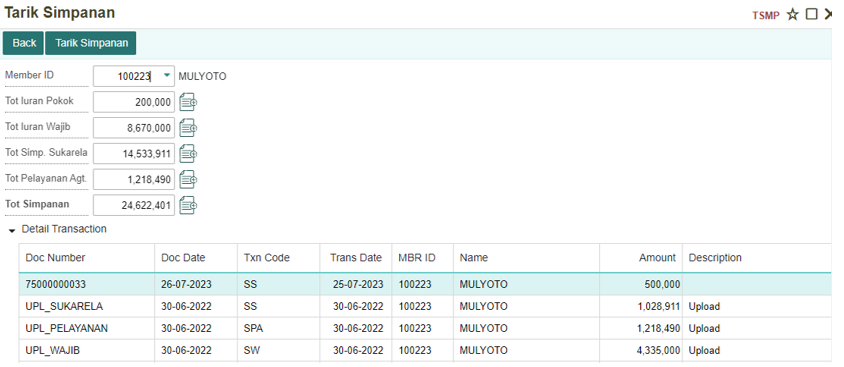 Tarik Simpanan
TSMP
Back Tarik Simpanan
Member ID 100223 MULYOTO
Tot Iuran Pokok 200,000
Tot Iuran Wajib 8,670,000
Tot Simp. Sukarela 14,533,911
Tot Pelayanan Agt. 1,218,490
Tot Simpanan 24,622,401
Detail Transaction
Doc Number Doc Date Txn Code Trans Date MBR ID Name Amount Description
75000000033 26-07-2023 SS 25-07-2023 100223 MULYOTO 500,000
UPL_SUKARELA 30-06-2022 SS 30-06-2022 100223 MULYOTO 1,028,911 Upload
UPL_PELAYANAN 30-06-2022 SPA 30-06-2022 100223 MULYOTO 1,218,490 Upload
UPL_WAJIB 30-06-2022 SW 30-06-2022 100223 MULYOTO 4,335,000 Upload